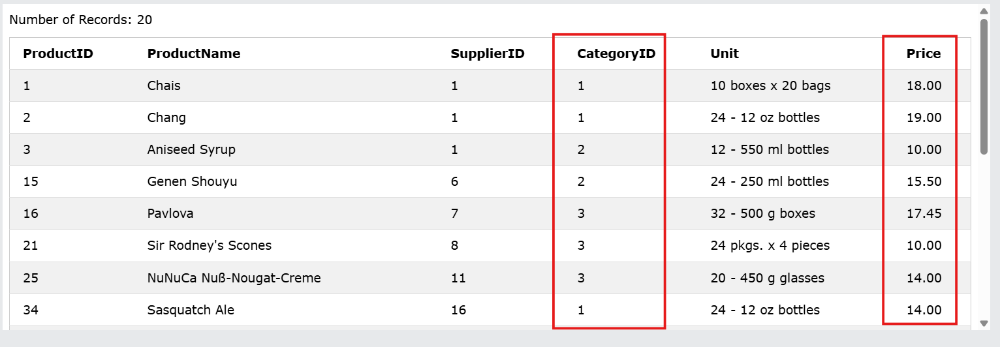 Number of Records: 20
ProductID ProductName SupplierID CategoryID Unit Price
1 Chais 1 1 10 boxes x 20 bags 18.00
2 Chang 1 1 24 - 12 oz bottles 19.00
3 Aniseed Syrup 1 2 12 - 550 ml bottles 10.00
15 Genen Shouyu 6 2 24 - 250 ml bottles 15.50
16 Pavlova 7 3 32 - 500 g boxes 17.45
21 Sir Rodney's Scones 8 3 24 pkgs. x 4 pieces 10.00
25 NuNuCa Nuß-Nougat-Creme 11 3 20 - 450 g glasses 14.00
34 Sasquatch Ale 16 1 24 - 12 oz bottles 14.00